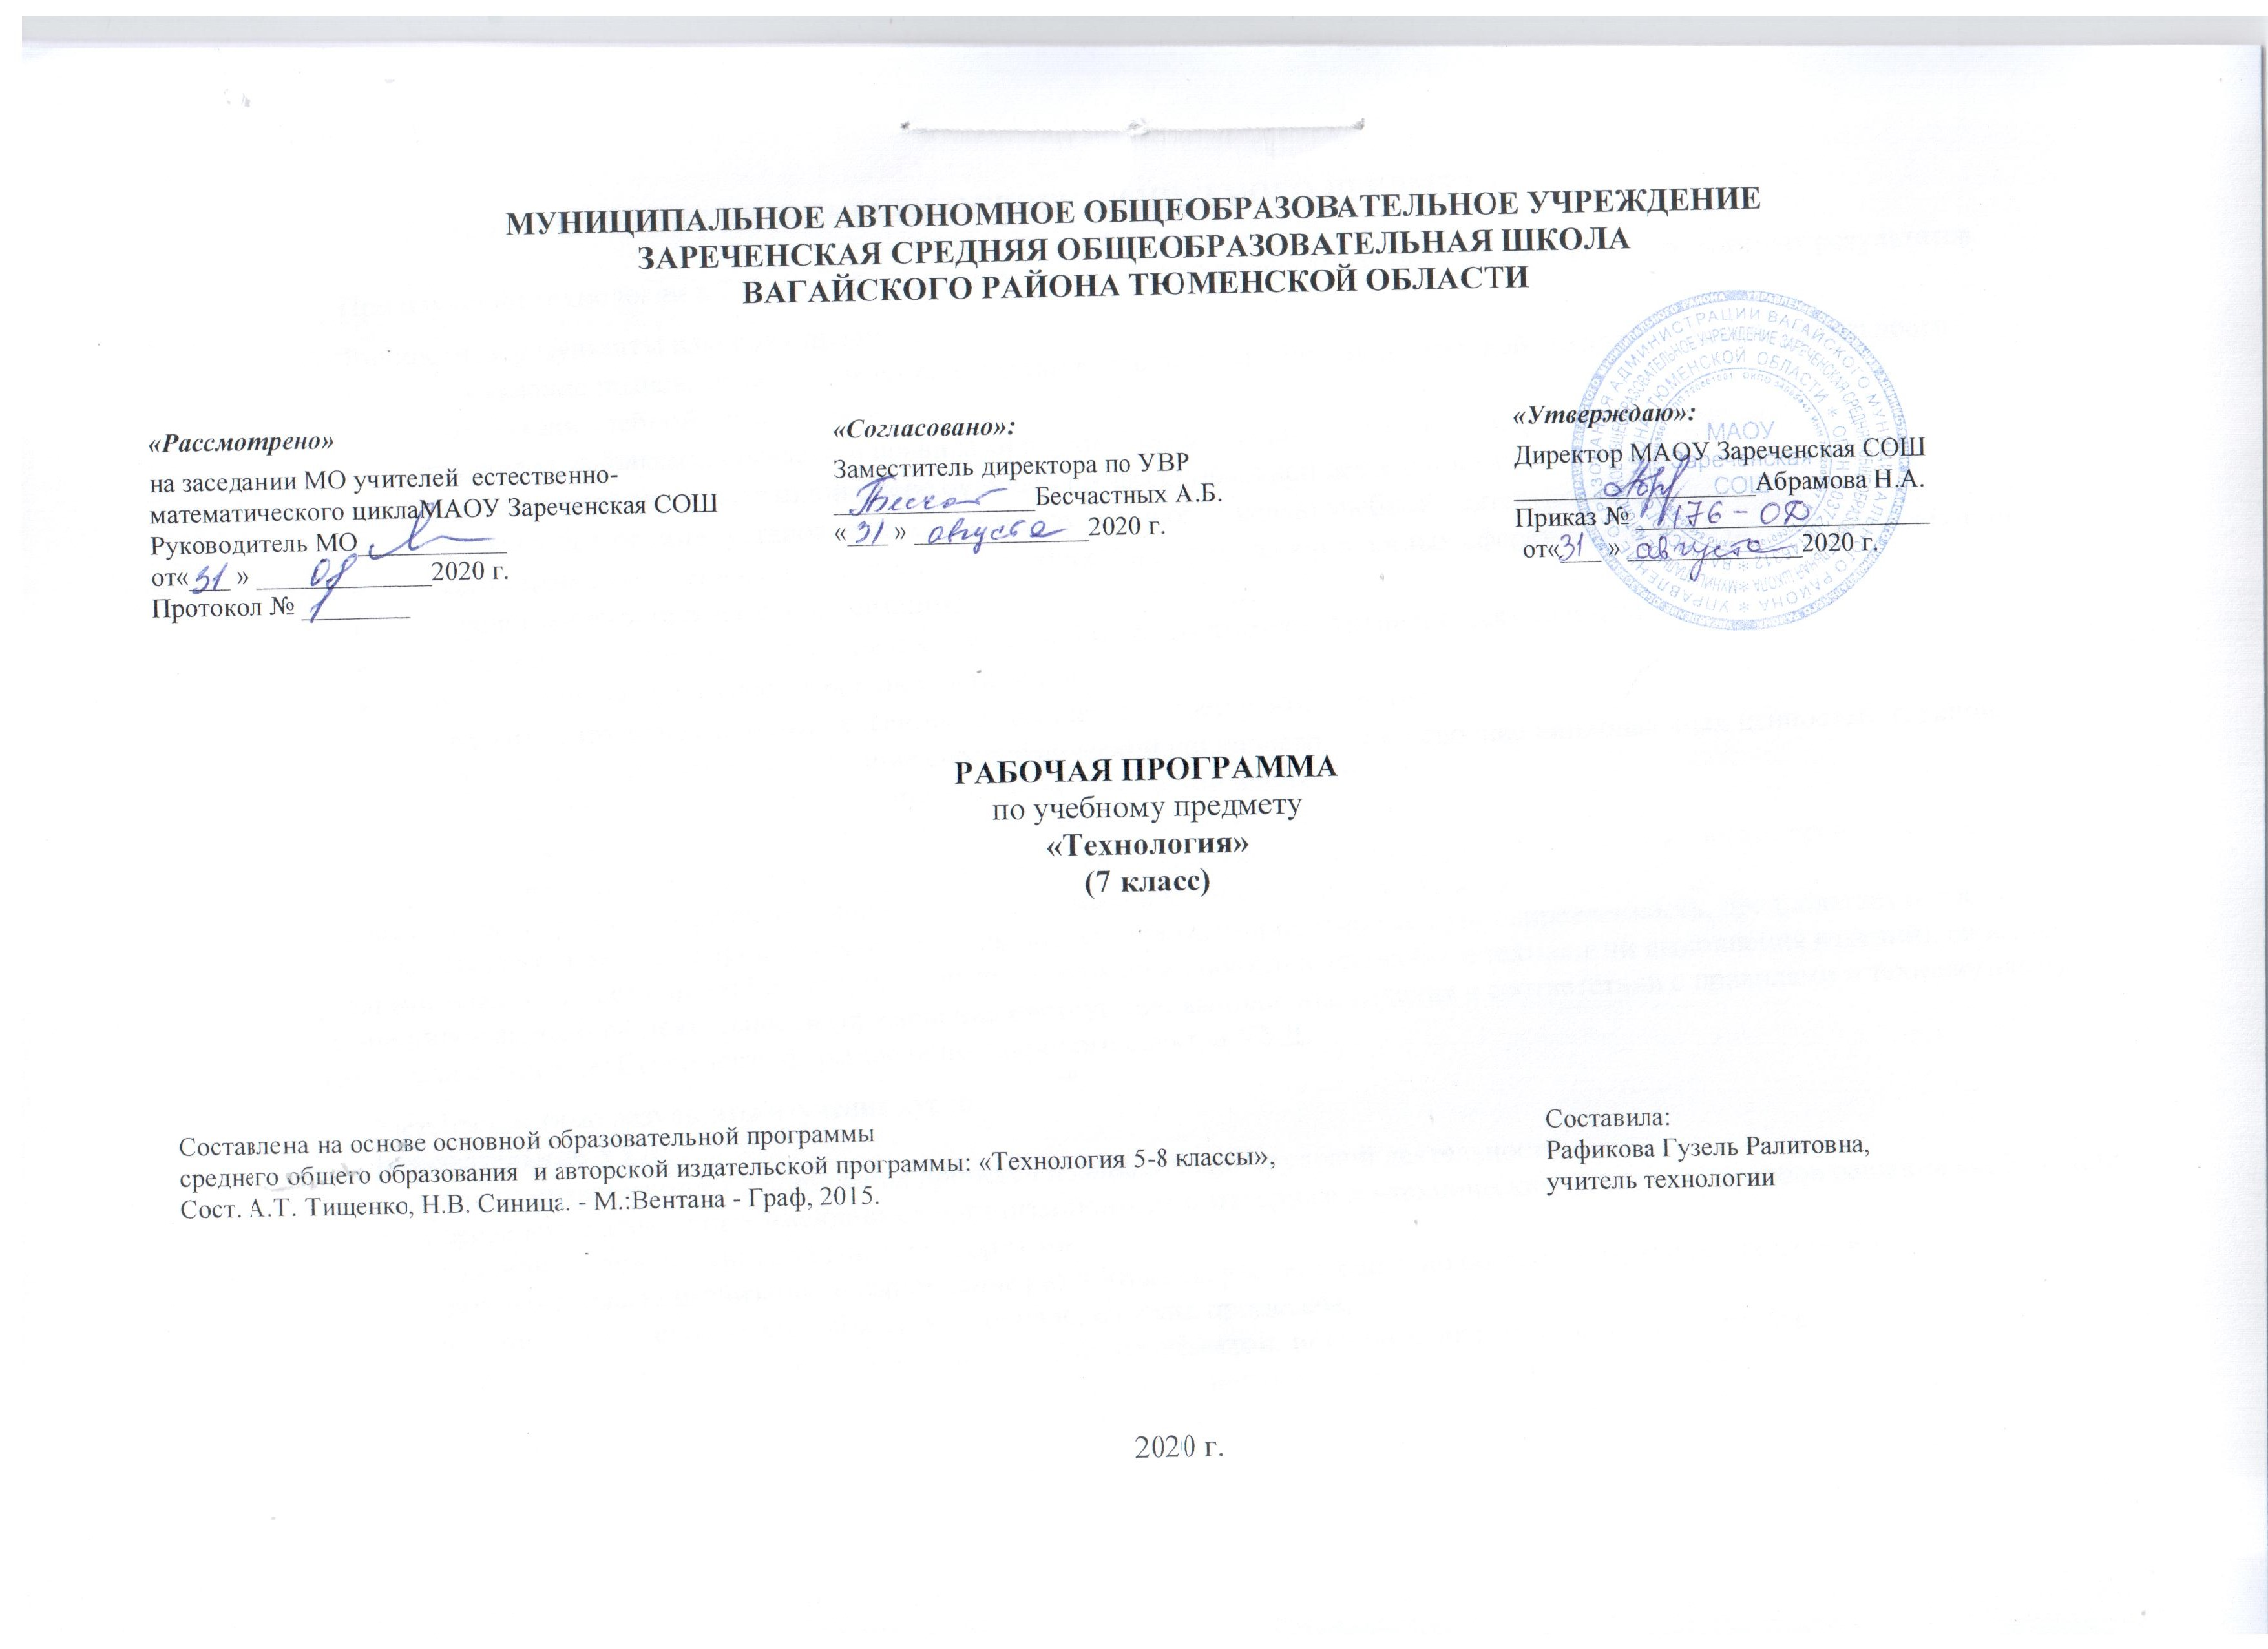 МУНИЦИПАЛЬНОЕ АВТОНОМНОЕ ОБЩЕОБРАЗОВАТЕЛЬНОЕ УЧРЕЖДЕНИЕ
ЗАРЕЧЕНСКАЯ СРЕДНЯЯ ОБЩЕОБРАЗОВАТЕЛЬНАЯ ШКОЛА
ВАГАЙСКОГО РАЙОНА ТЮМЕНСКОЙ ОБЛАСТИ
«Рассмотрено»
на заседании МО учителей естественно-
математического циклаМАОУ Зареченская СОШ
Руководитель МО
от«31» 08 2020 г.
Протокол № 1
«Согласовано»:
Заместитель директора по УВР
Бесчастных А.Б.
«31» августа 2020 г.
«Утверждаю»:
Директор МАОУ Зареченская СОШ
Абрамова Н.А.
Приказ № 176-ОД
от«31» августа 2020 г.
МАОУ
Зареченская
СОШ
РАБОЧАЯ ПРОГРАММА
по учебному предмету
«Технология»
(7 класс)
Составлена на основе основной образовательной программы
среднего общего образования и авторской издательской программы: «Технология 5-8 классы»,
Сост. А.Т. Тищенко, Н.В. Синица. - М.:Вентана - Граф, 2015.
Составила:
Рафикова Гузель Ралитовна,
учитель технологии
2020 г.